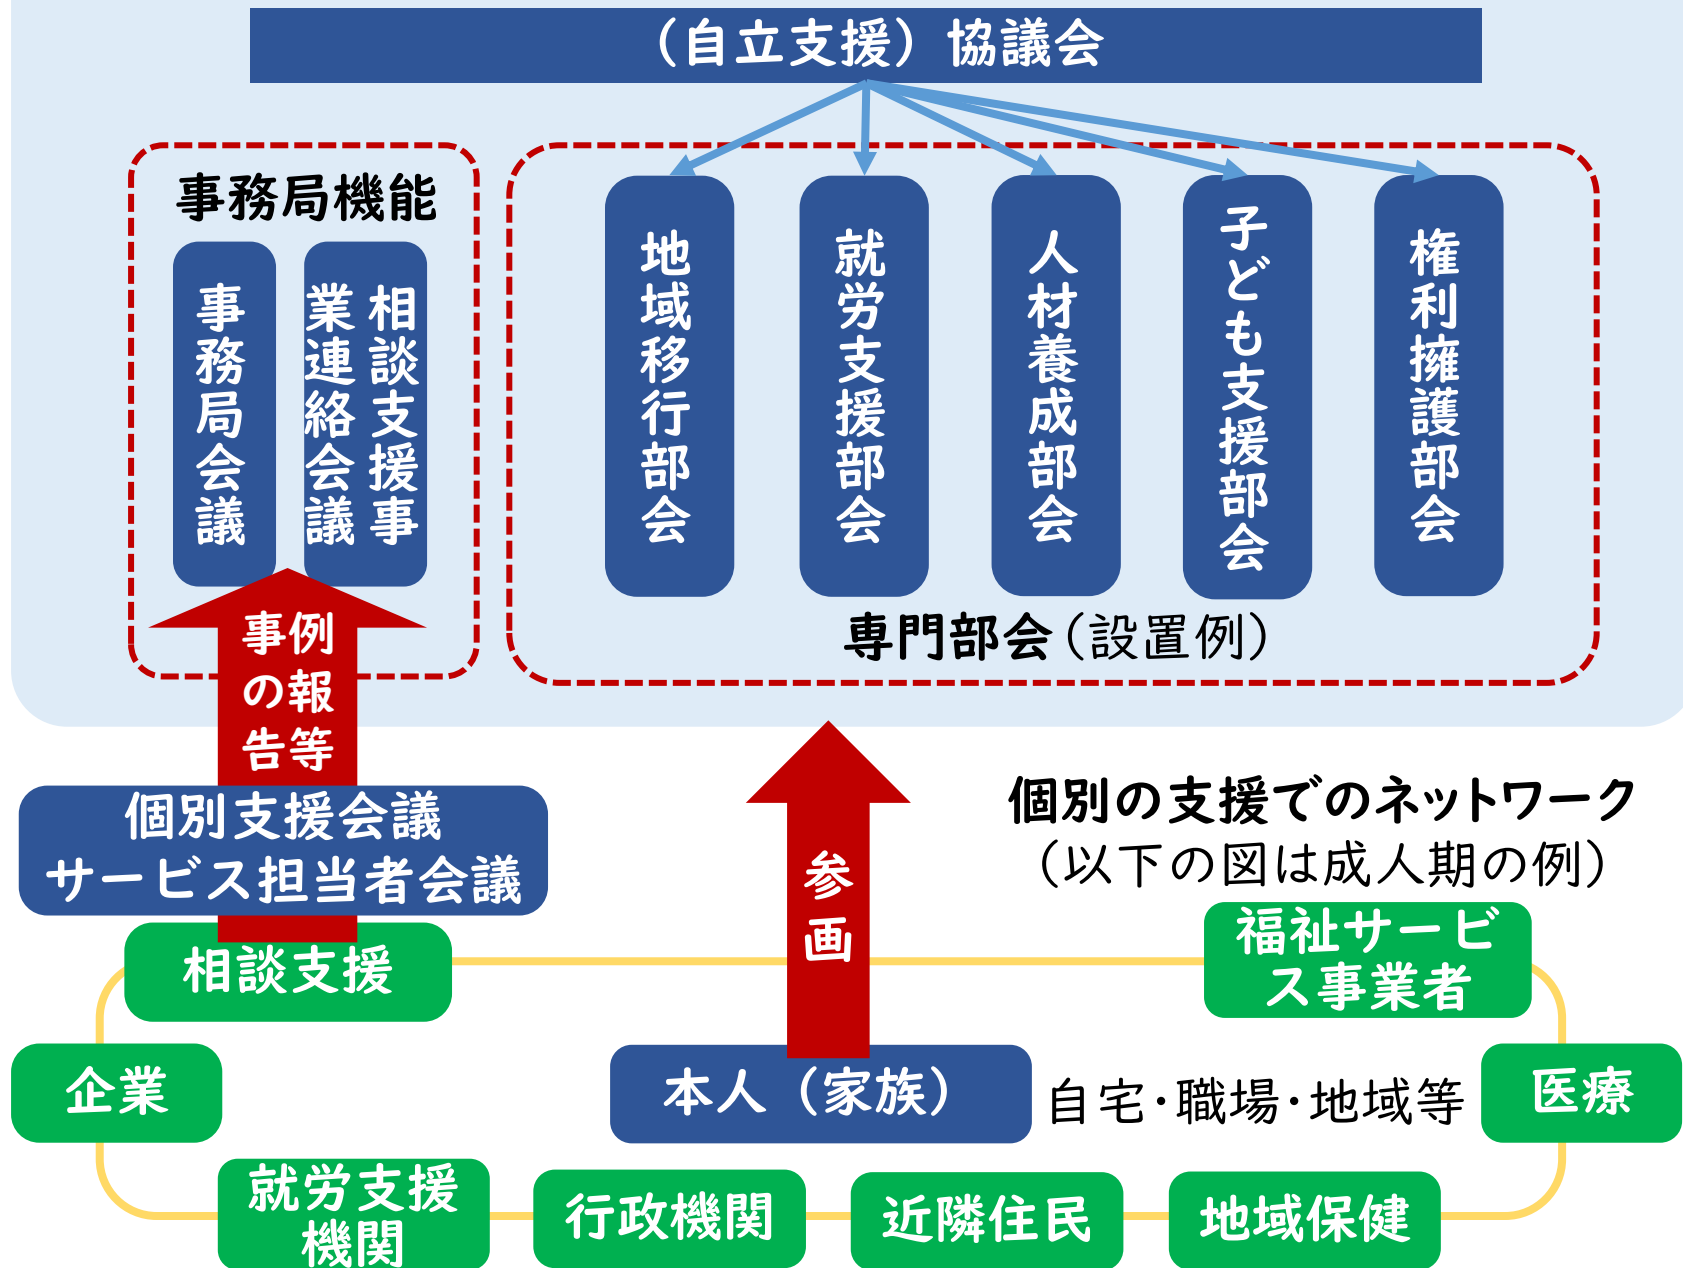 （自立支援）協議会
事務局機能
事務局会議
相談支援事
業連絡会議
地域移行部会
就労支援部会
人材養成部会
子ども支援部会
権利擁護部会
専門部会（設置例）
事例
の報
告等
個別支援会議
サービス担当者会議
参
画
個別の支援でのネットワーク
（以下の図は成人期の例）
相談支援
福祉サービ
ス事業者
企業
本人（家族）
自宅・職場・地域等
医療
就労支援
機関
行政機関
近隣住民
地域保健